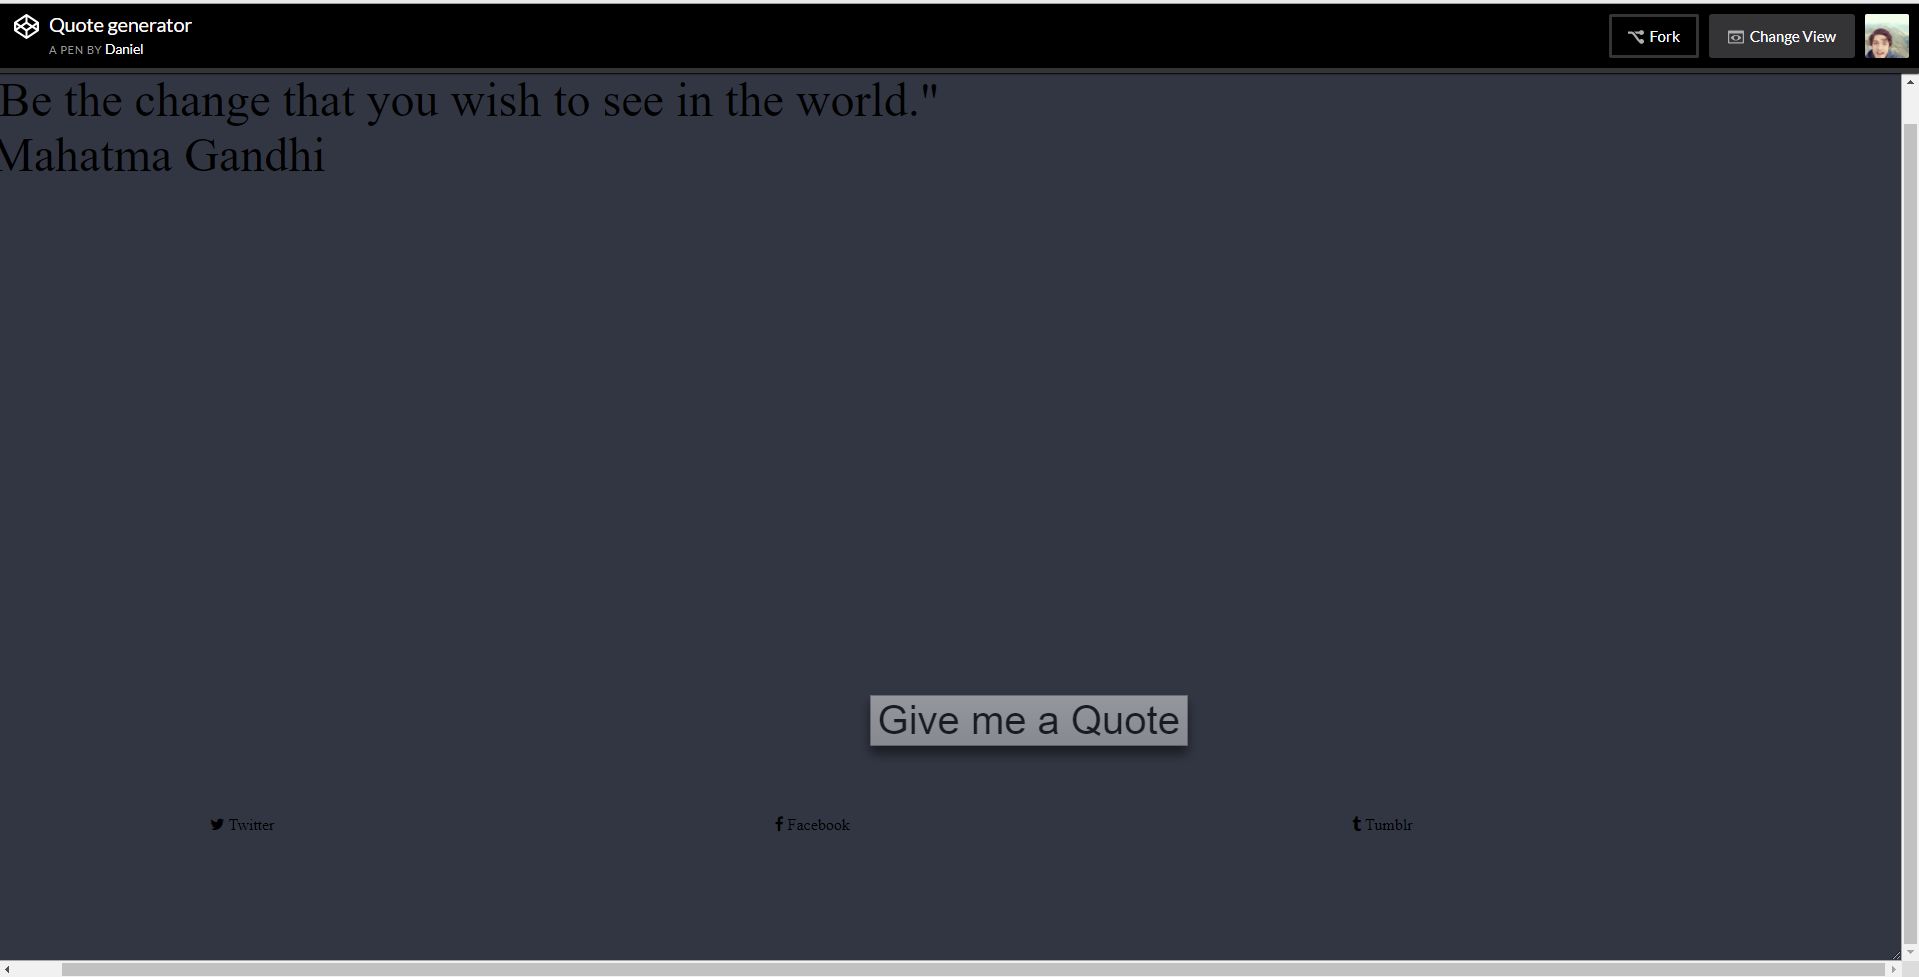 Quote generator
A PEN BY Daniel
Fork
Change View
Be the change that you wish to see in the world."
Mahatma Gandhi
Give me a Quote
Twitter
Facebook
Tumblr